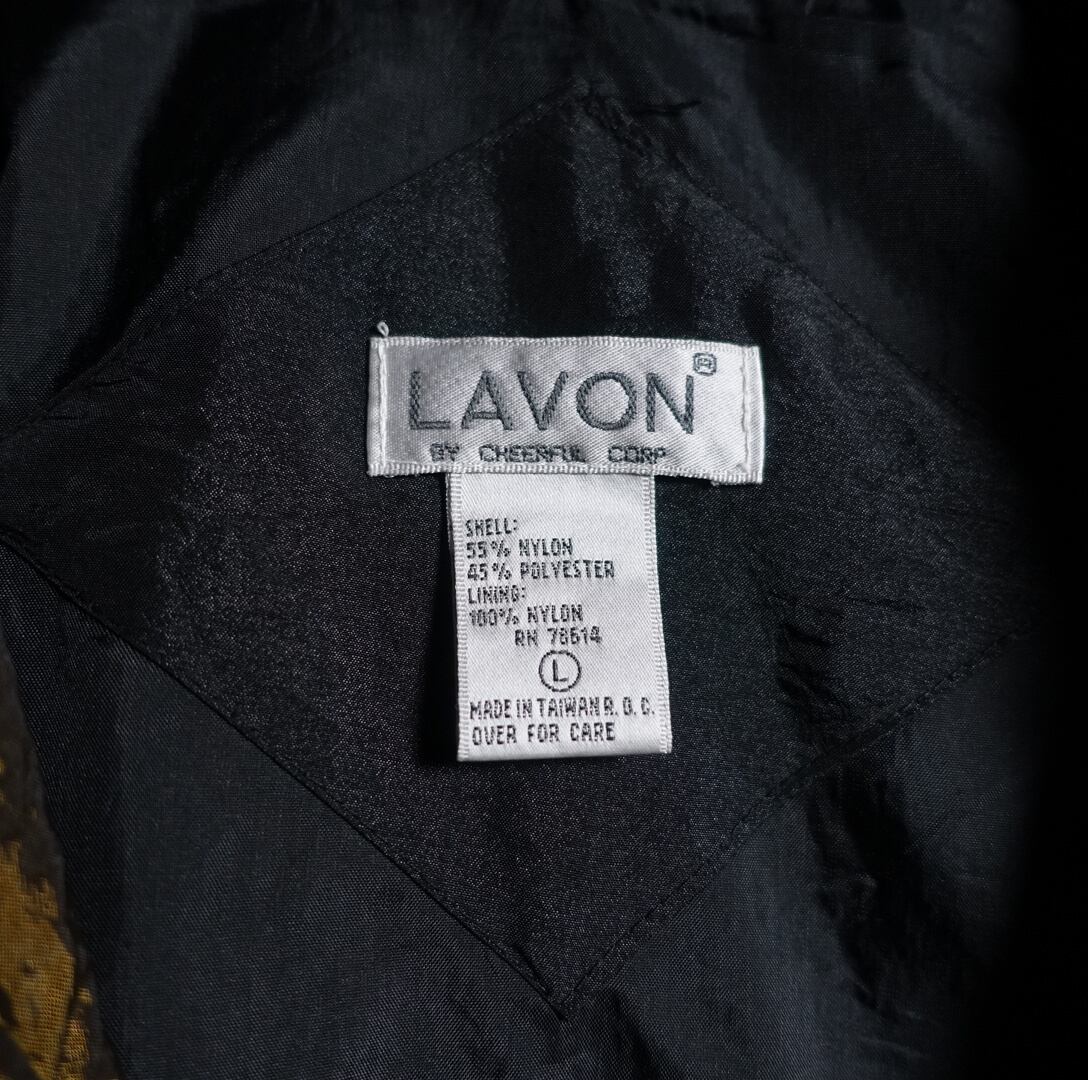 LAVON®
BY CHEERFUL CORP
SHELL:
55% NYLON
45% POLYESTER
LINING:
100% NYLON
RN 78614
L
MADE IN TAIWAN R.O.C.
OVER FOR CARE